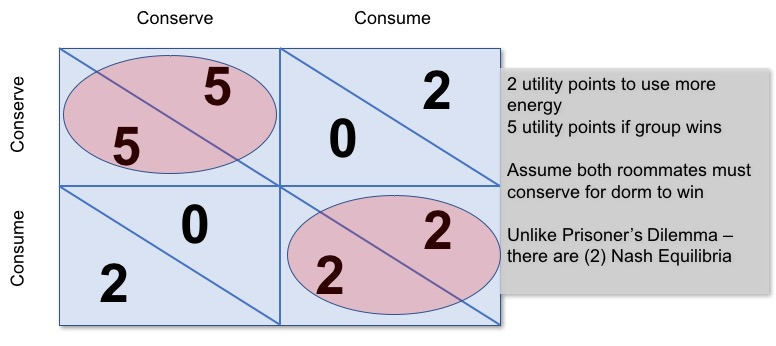 Conserve
Consume
Conserve
5
5
2
0
Consume
0
2
2
2
2 utility points to use more
energy
5 utility points if group wins
Assume both roommates must
conserve for dorm to win
Unlike Prisoner’s Dilemma –
there are (2) Nash Equilibria